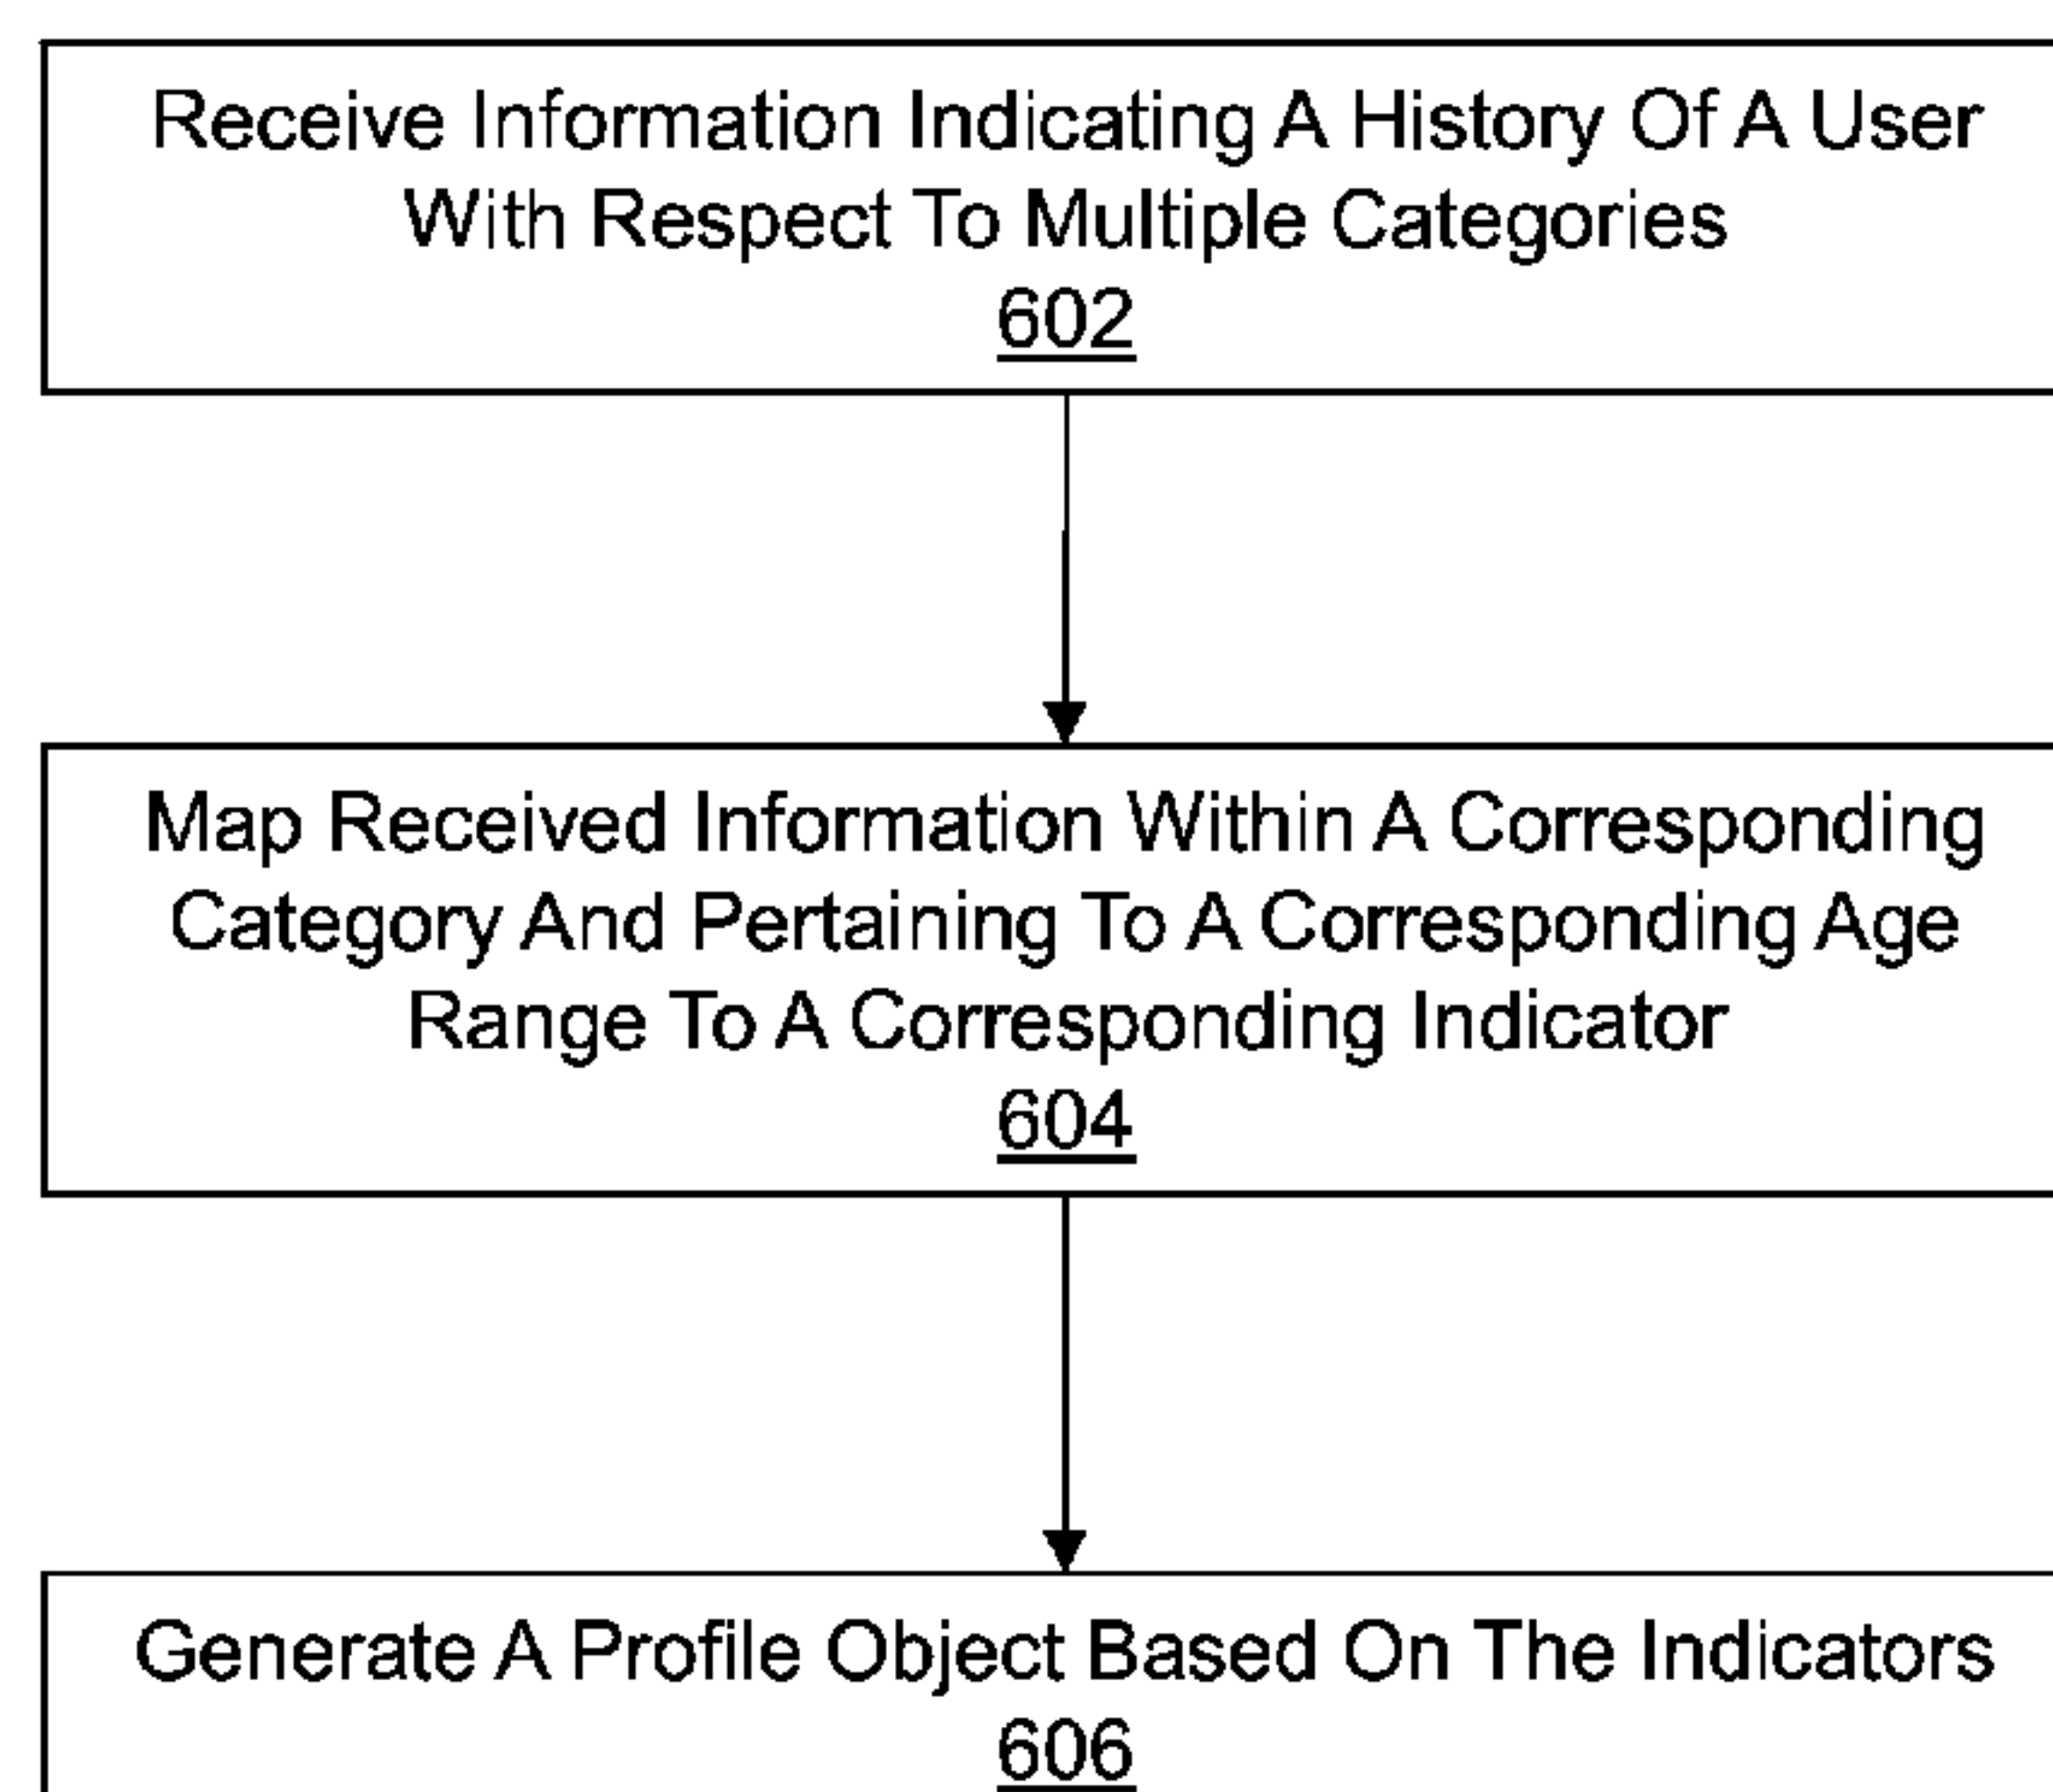 Receive Information Indicating A History Of A User
With Respect To Multiple Categories
602
Map Received Information Within A Corresponding
Category And Pertaining To A Corresponding Age
Range To A Corresponding Indicator
604
Generate A Profile Object Based On The Indicators
606